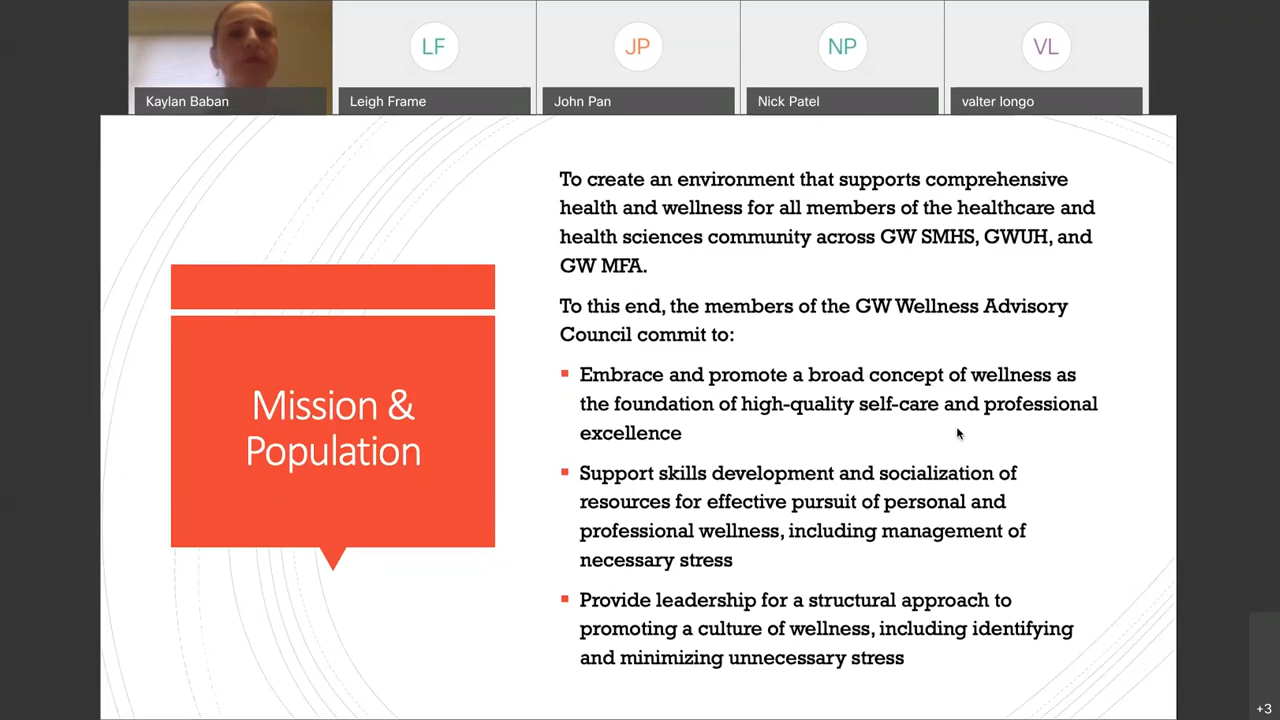 LF
JP
NP
VL
Kaylan Baban
Leigh Frame
John Pan
Nick Patel
valter longo
Mission &
Population
To create an environment that supports comprehensive
health and wellness for all members of the healthcare and
health sciences community across GW SMHS, GWUH, and
GW MFA.
To this end, the members of the GW Wellness Advisory
Council commit to:
Embrace and promote a broad concept of wellness as
the foundation of high-quality self-care and professional
excellence
Support skills development and socialization of
resources for effective pursuit of personal and
professional wellness, including management of
necessary stress
Provide leadership for a structural approach to
promoting a culture of wellness, including identifying
and minimizing unnecessary stress
+3